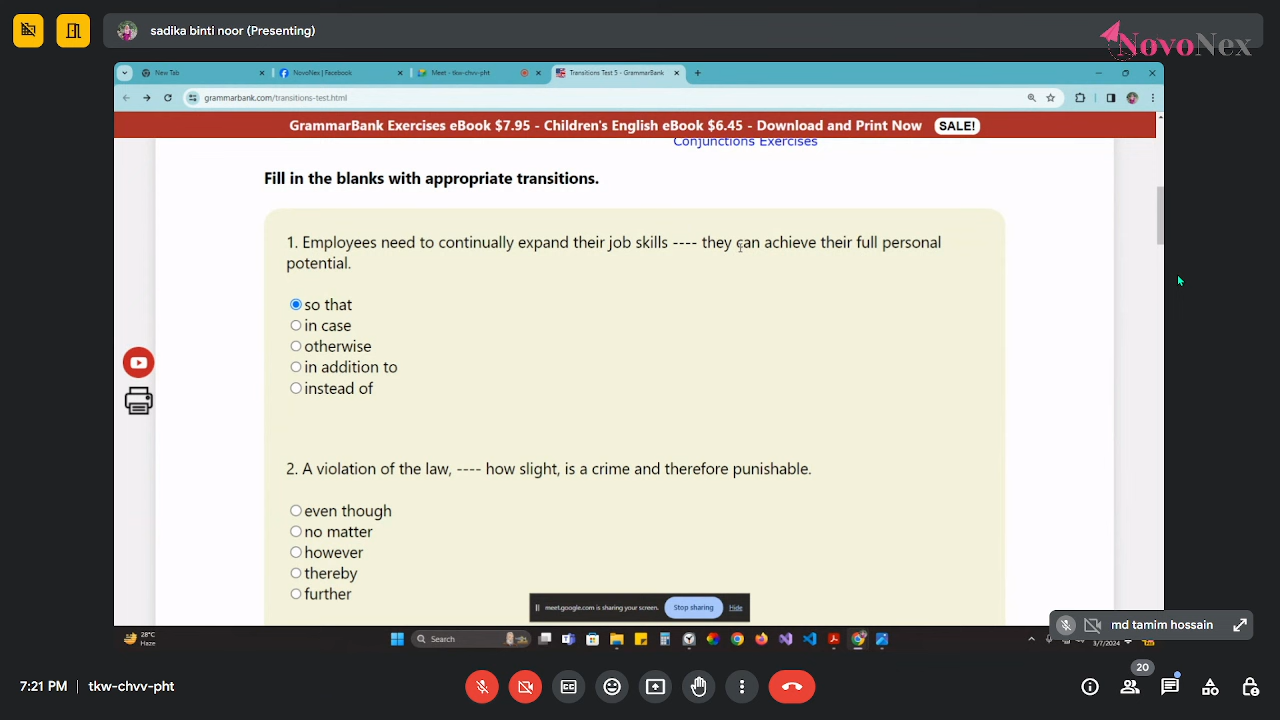 sadika binti noor (Presenting)
NovoNex
New Tab
NovoNex | Facebook
Meet - tkw-chvv-pht
Transitions Test 5 - GrammarBank
grammarbank.com/transitions-test.html
GrammarBank Exercises eBook $7.95 - Children's English eBook $6.45 - Download and Print Now SALE!
Conjunctions Exercises
Fill in the blanks with appropriate transitions.
1. Employees need to continually expand their job skills ---- they can achieve their full personal
potential.
so that
in case
otherwise
in addition to
instead of
2. A violation of the law, ---- how slight, is a crime and therefore punishable.
even though
no matter
however
thereby
further
meet.google.com is sharing your screen. Stop sharing Hide
md tamim hossain
28°C
Haze
Search
3/7/2024
20
7:21 PM | tkw-chvv-pht